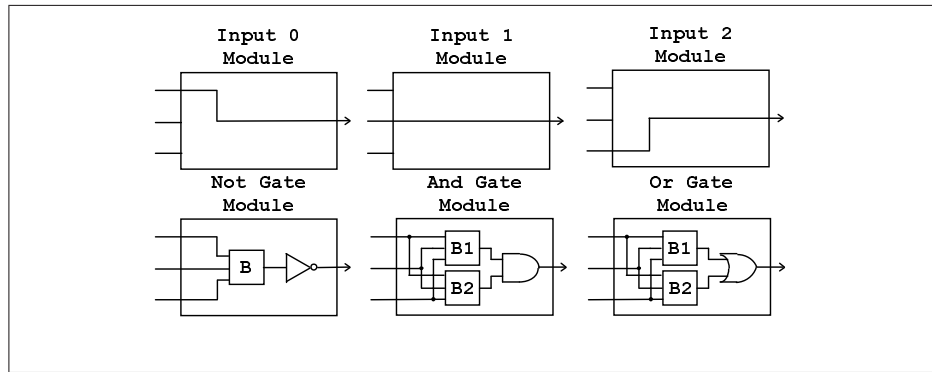 Input 0 Module
Input 1 Module
Input 2 Module
Not Gate Module
B
And Gate Module
B1
B2
Or Gate Module
B1
B2